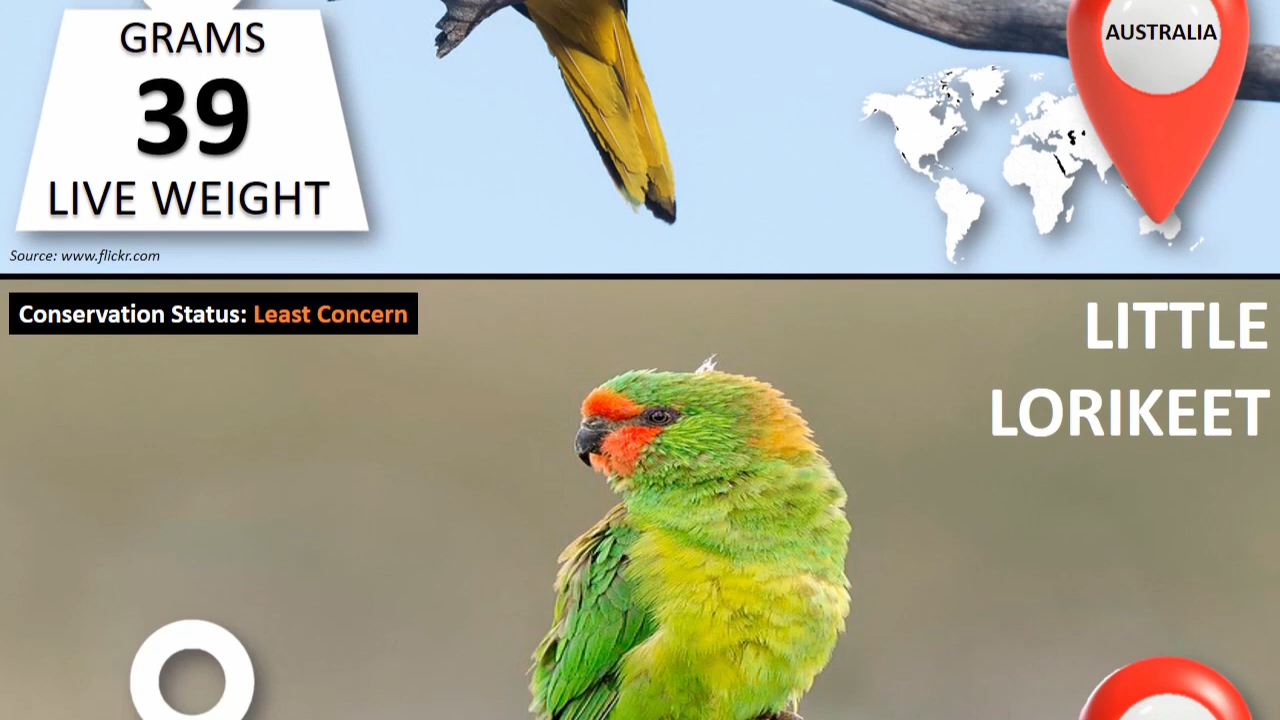 GRAMS
39
LIVE WEIGHT
AUSTRALIA
Source: www.flickr.com
Conservation Status: Least Concern
LITTLE
LORIKEET